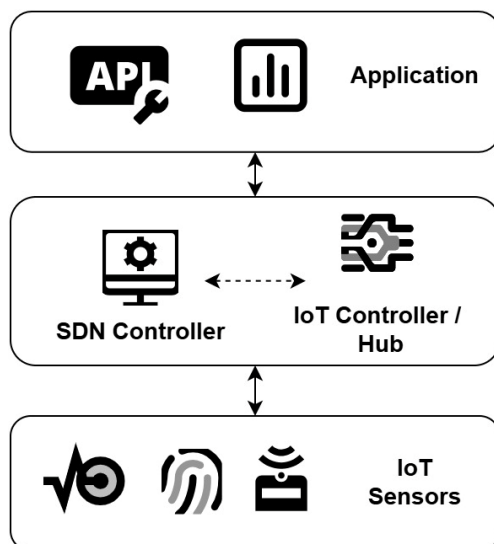 API
Application
SDN Controller
IoT Controller /
Hub
IoT
Sensors